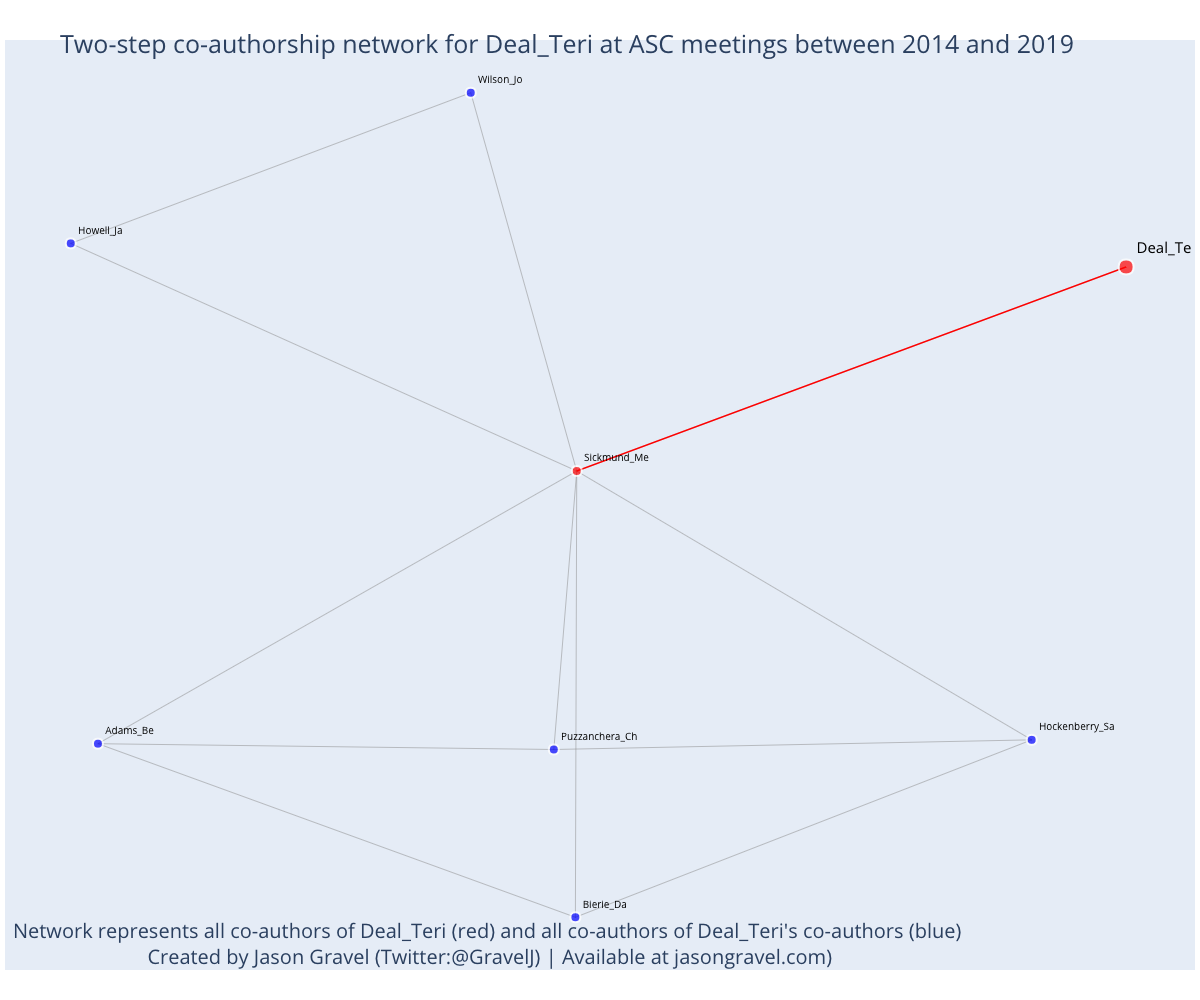 Two-step co-authorship network for Deal_Teri at ASC meetings between 2014 and 2019
Wilson_Jo
Howell_Ja
Deal_Te
Sickmund_Me
Adams_Be
Puzzanchera_Ch
Hockenberry_Sa
Bierie_Da
Network represents all co-authors of Deal_Teri (red) and all co-authors of Deal_Teri's co-authors (blue)
Created by Jason Gravel (Twitter:@GravelJ) | Available at jasongravel.com)